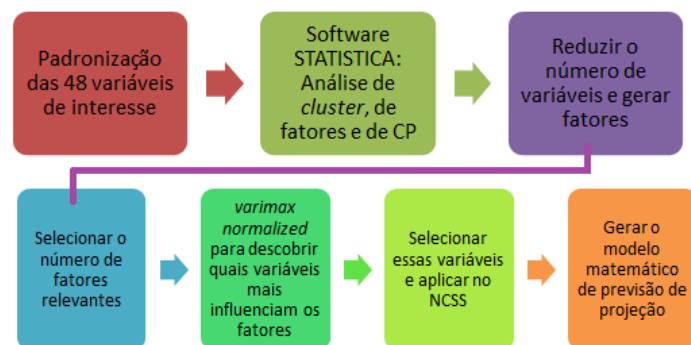 Padronização
das 48 variáveis
de interesse
Software
STATISTICA:
Análise de
cluster, de
fatores e de CP
Reduzir o
número de
variáveis e gerar
fatores
Selecionar o
número de
fatores
relevantes
varimax
normalized
para descobrir
quais variáveis
mais
influenciam os
fatores
Selecionar
essas variáveis
e aplicar no
NCSS
Gerar o
modelo
matemático
de previsão de
projeção